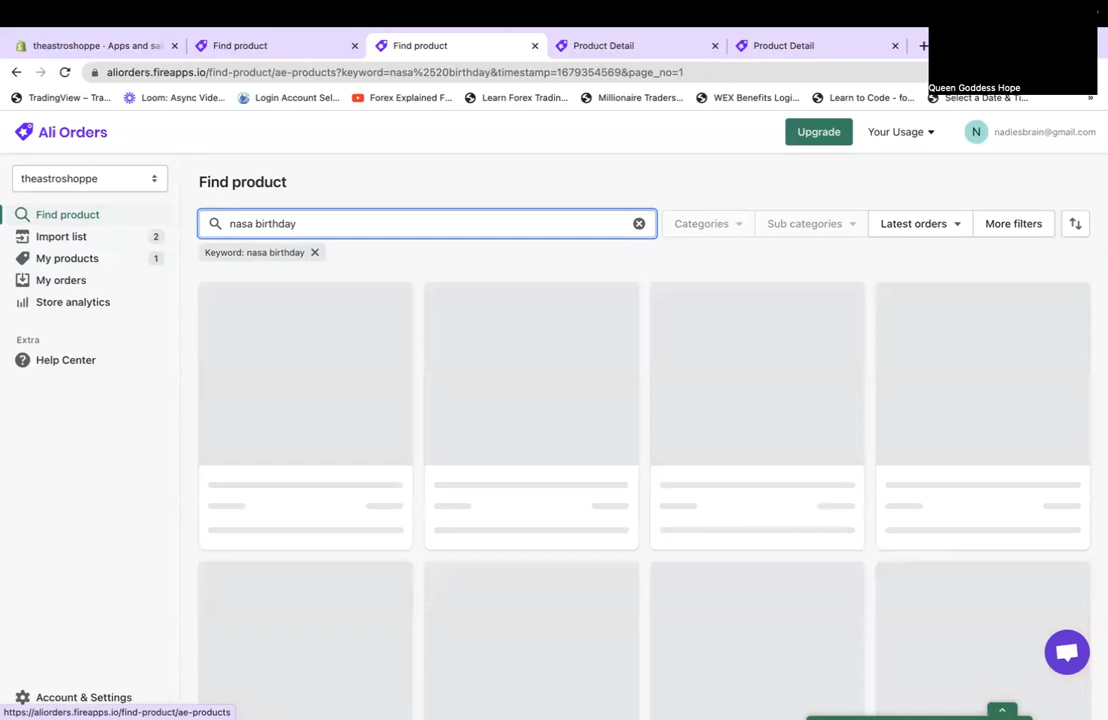 theastroshoppe · Apps and sa
Find product
Find product
Product Detail
Product Detail
aliorders.fireapps.io/find-product/ae-products?keyword=nasa%2520birthday&timestamp=1679354569&page_no=1
Queen Goddess Hope
TradingView – Tra...
Loom: Async Vide...
Login Account Sel...
Forex Explained F...
Learn Forex Tradin...
Millionaire Traders...
WEX Benefits Logi...
Learn to Code - fo...
Select a Date & Ti...
»
Ali Orders
Upgrade
Your Usage
N
nadiesbrain@gmail.com
theastroshoppe
Find product
Import list
2
My products
1
My orders
Store analytics
Extra
Help Center
Find product
nasa birthday
Categories
Sub categories
Latest orders
More filters
Keyword: nasa birthday
Account & Settings
https://aliorders.fireapps.io/find-product/ae-products